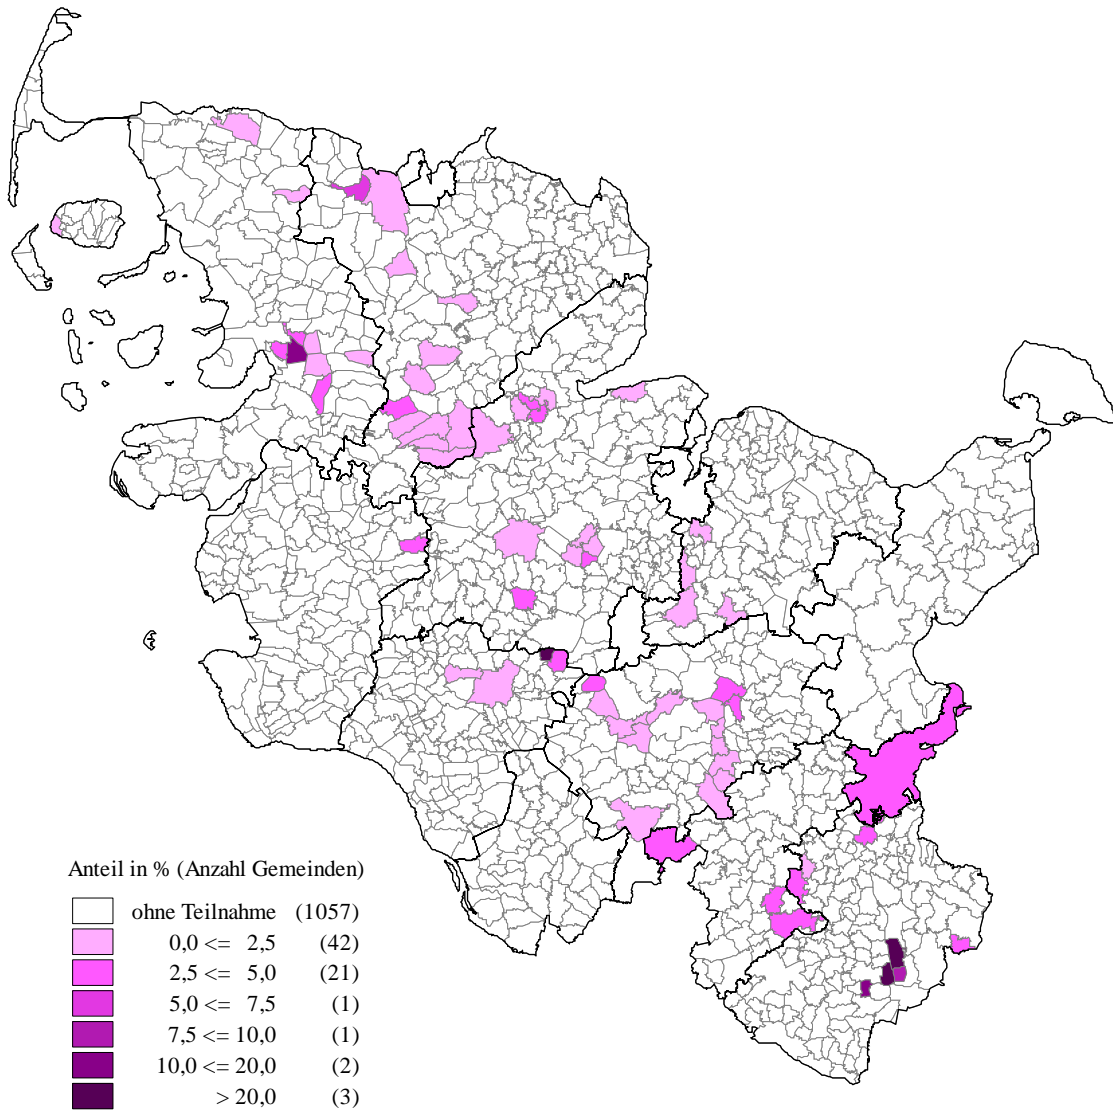 Anteil in % (Anzahl Gemeinden)
ohne Teilnahme (1057)
0,0 <= 2,5 (42)
2,5 <= 5,0 (21)
5,0 <= 7,5 (1)
7,5 <= 10,0 (1)
10,0 <= 20,0 (2)
> 20,0 (3)